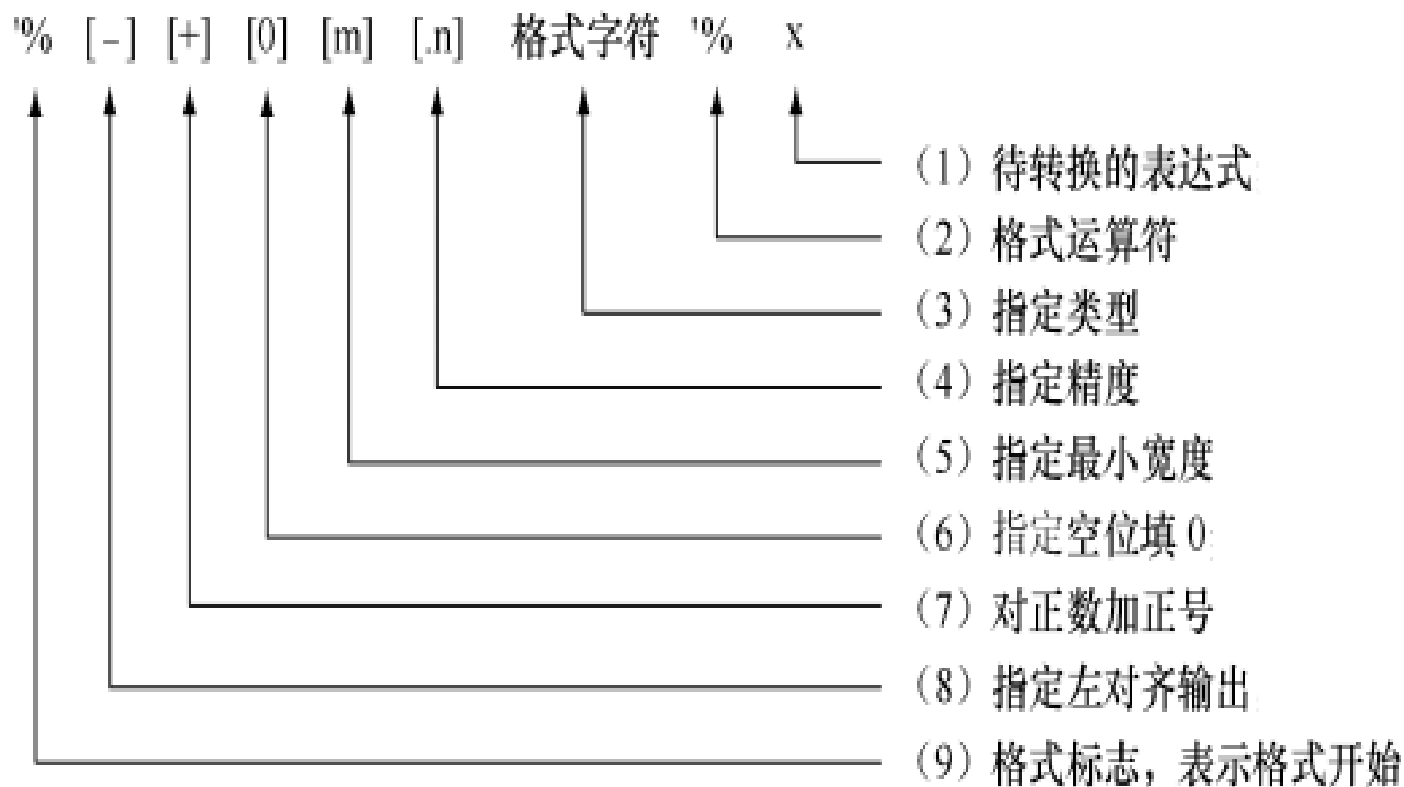 '% [-] [+] [0] [m] [.n] 格式字符 '% x
（1）待转换的表达式
（2）格式运算符
（3）指定类型
（4）指定精度
（5）指定最小宽度
（6）指定空位填 0
（7）对正数加正号
（8）指定左对齐输出
（9）格式标志，表示格式开始